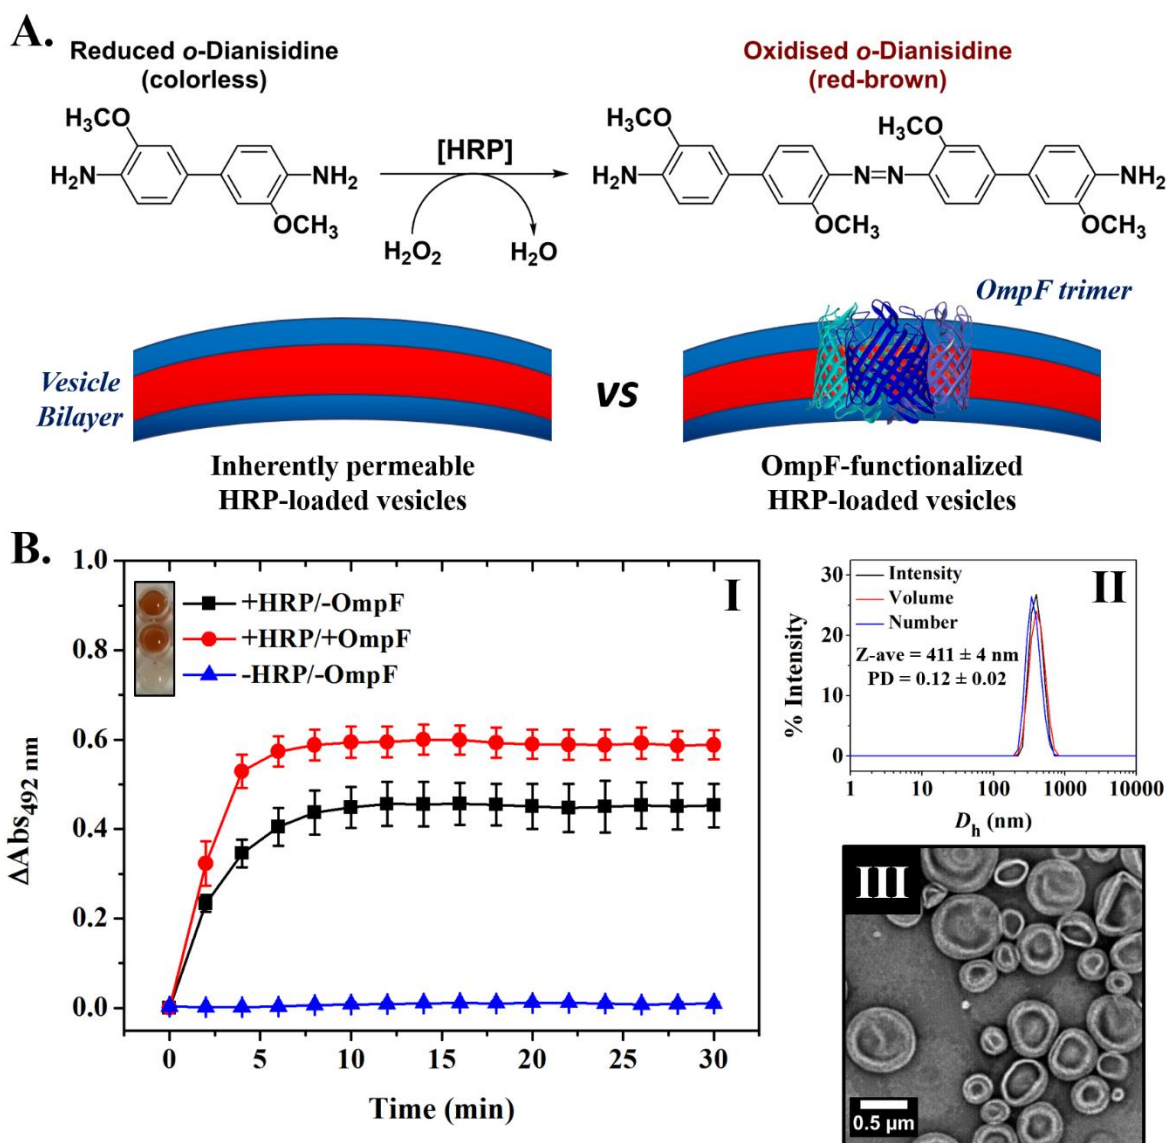 A.
Reduced o-Dianisidine
(colorless)
Oxidised o-Dianisidine
(red-brown)
H₃CO
H₂N
NH₂
OCH₃
[HRP]
H₂O₂
H₂O
H₃CO
H₂N
OCH₃
N=N
H₃CO
NH₂
OCH₃
OmpF trimer
Vesicle
Bilayer
vs
Inherently permeable
HRP-loaded vesicles
OmpF-functionalized
HRP-loaded vesicles
B.
I
+HRP/-OmpF
+HRP/+OmpF
-HRP/-OmpF
1.0
0.8
0.6
0.4
0.2
0.0
ΔAbs₄₉₂ nm
0
5
10
15
20
25
30
Time (min)
II
Intensity
Volume
Number
Z-ave = 411 ± 4 nm
PD = 0.12 ± 0.02
30
20
10
0
% Intensity
1
10
100
1000
10000
Dₕ (nm)
III
0.5 µm